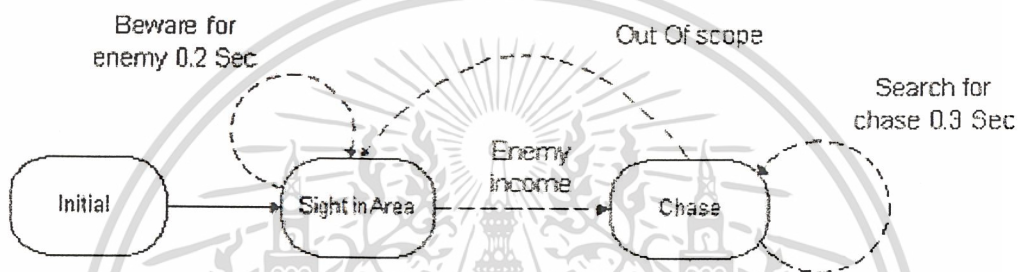 Beware for
enemy 0.2 Sec
Out Of scope
Search for
chase 0.3 Sec
Enemy
income
Initial
Sight in Area
Chase